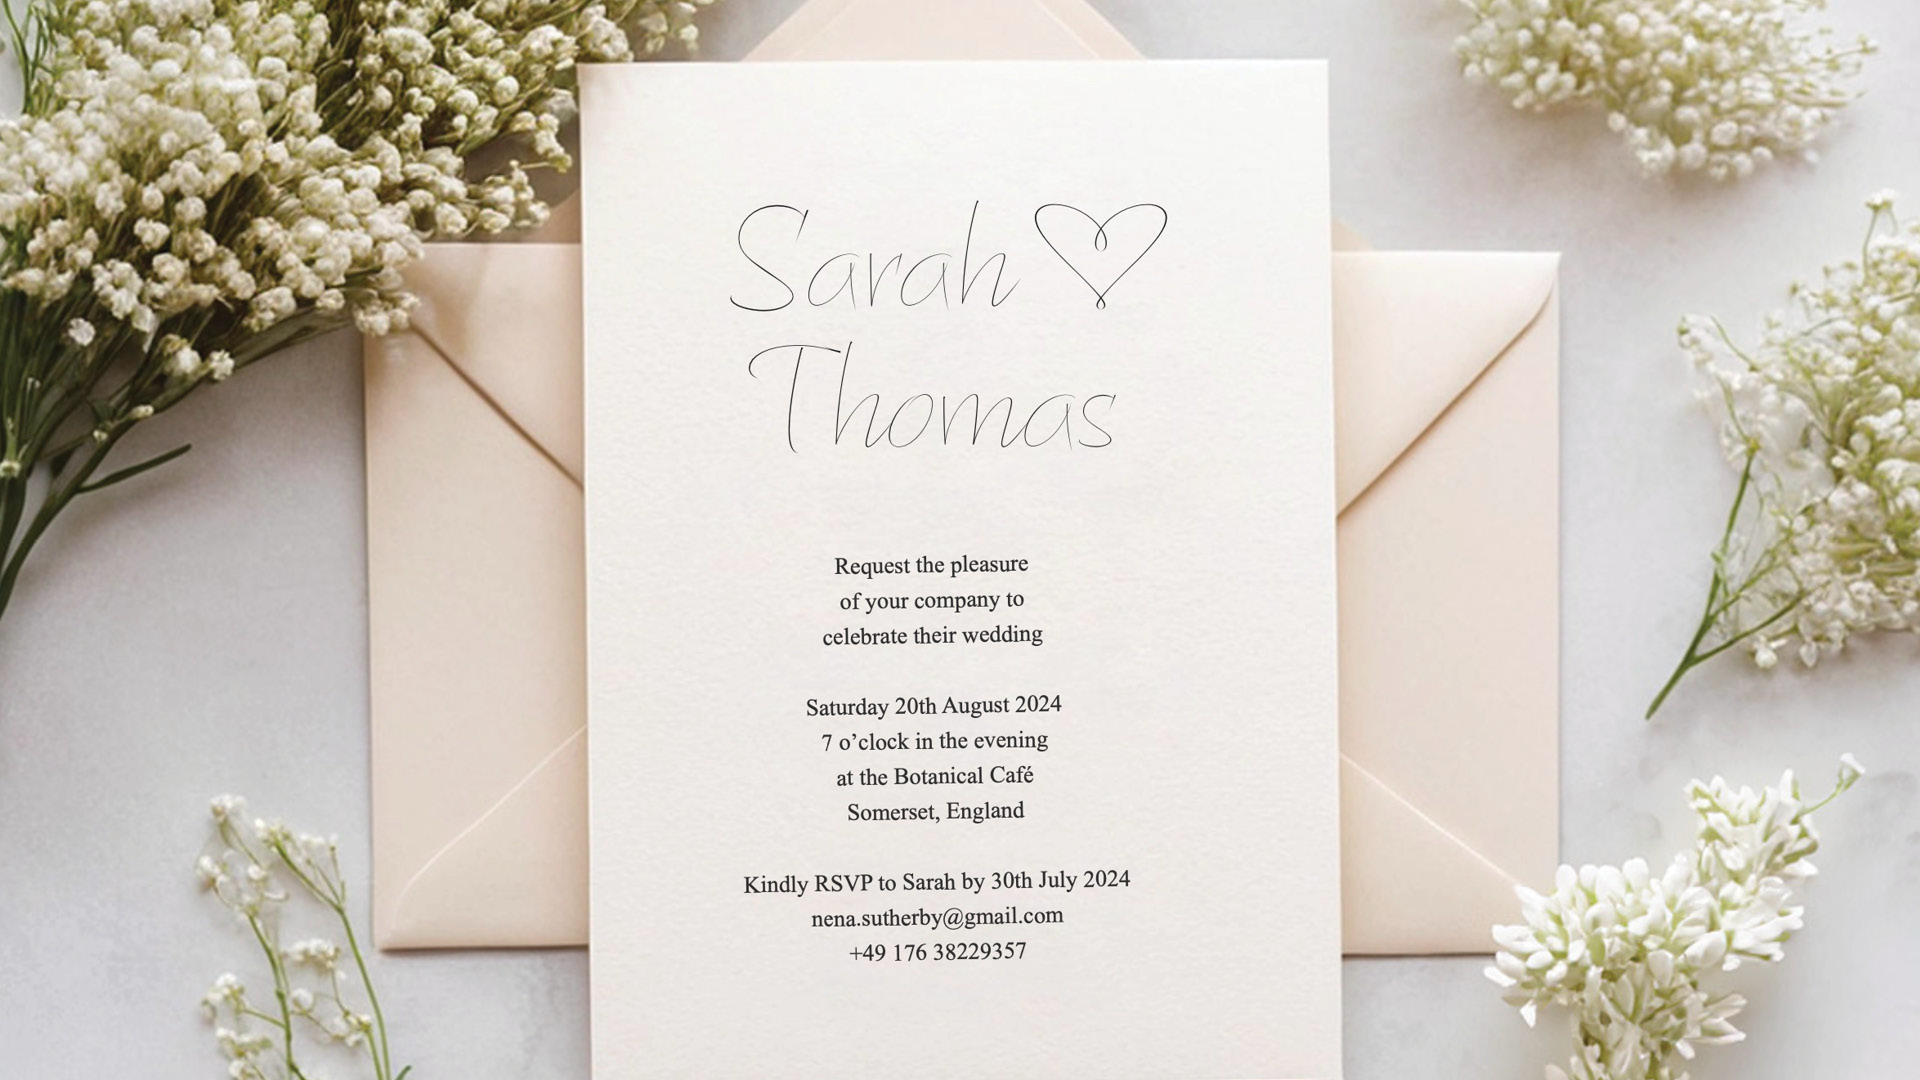 Sarah
Thomas
Request the pleasure
of your company to
celebrate their wedding
Saturday 20th August 2024
7 o’clock in the evening
at the Botanical Café
Somerset, England
Kindly RSVP to Sarah by 30th July 2024
nena.sutherby@gmail.com
+49 176 38229357